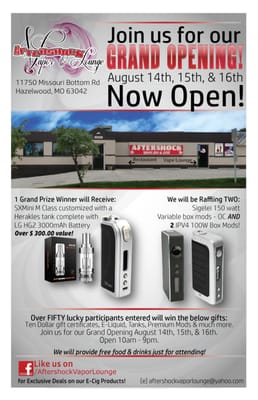 AFTERSHOCK
Vapor Lounge
11750 Missouri Bottom Rd
Hazelwood, MO 63042
Join us for our
GRAND OPENING!
August 14th, 15th, & 16th
Now Open!
AFTERSHOCK
Restaurant
Vape Lounge
1 Grand Prize Winner will Receive:
SXMini M Class customized with a
Herakles tank complete with
LG HG2 3000mAh Battery
Over $ 300.00 value!
We will be Raffling TWO:
Sigelei 150 watt
Variable box mods - OC AND
2 IPV4 100W Box Mods!
Over FIFTY lucky participants entered will win the below gifts:
Ten Dollar gift certificates, E-Liquid, Tanks, Premium Mods & much more.
Join us for our Grand Opening August 14th, 15th, & 16th.
Open 10am - 9pm.
We will provide free food & drinks just for attending!
Like us on
/AftershockVaporLounge
for Exclusive Deals on our E-Cig Products!
[e] aftershockvaporlounge@yahoo.com